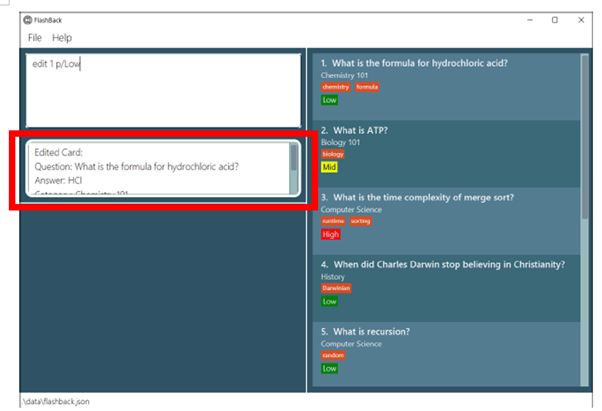 FlashBack
File Help
edit 1 p/Low
Edited Card:
Question: What is the formula for hydrochloric acid?
Answer: HCl
Category: Chemistry 101
1. What is the formula for hydrochloric acid?
Chemistry 101
chemistry formula
Low
2. What is ATP?
Biology 101
biology
Mid
3. What is the time complexity of merge sort?
Computer Science
runtime sorting
High
4. When did Charles Darwin stop believing in Christianity?
History
Darwinian
Low
5. What is recursion?
Computer Science
random
Low
\data\flashback.json